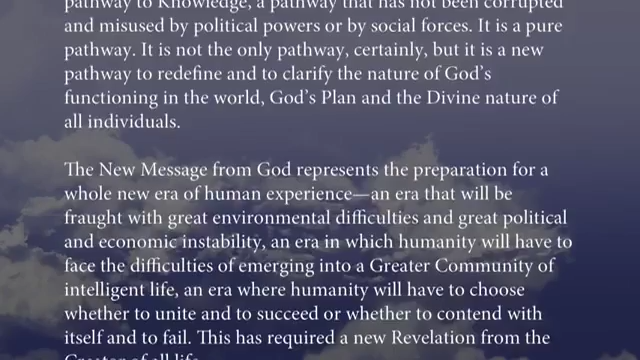 pathway to Knowledge, a pathway that has not been corrupted
and misused by political powers or by social forces. It is a pure
pathway. It is not the only pathway, certainly, but it is a new
pathway to redefine and to clarify the nature of God’s
functioning in the world, God’s Plan and the Divine nature of
all individuals.
The New Message from God represents the preparation for a
whole new era of human experience—an era that will be
fraught with great environmental difficulties and great political
and economic instability, an era in which humanity will have to
face the difficulties of emerging into a Greater Community of
intelligent life, an era where humanity will have to choose
whether to unite and to succeed or whether to contend with
itself and to fail. This has required a new Revelation from the
Creator of all life.